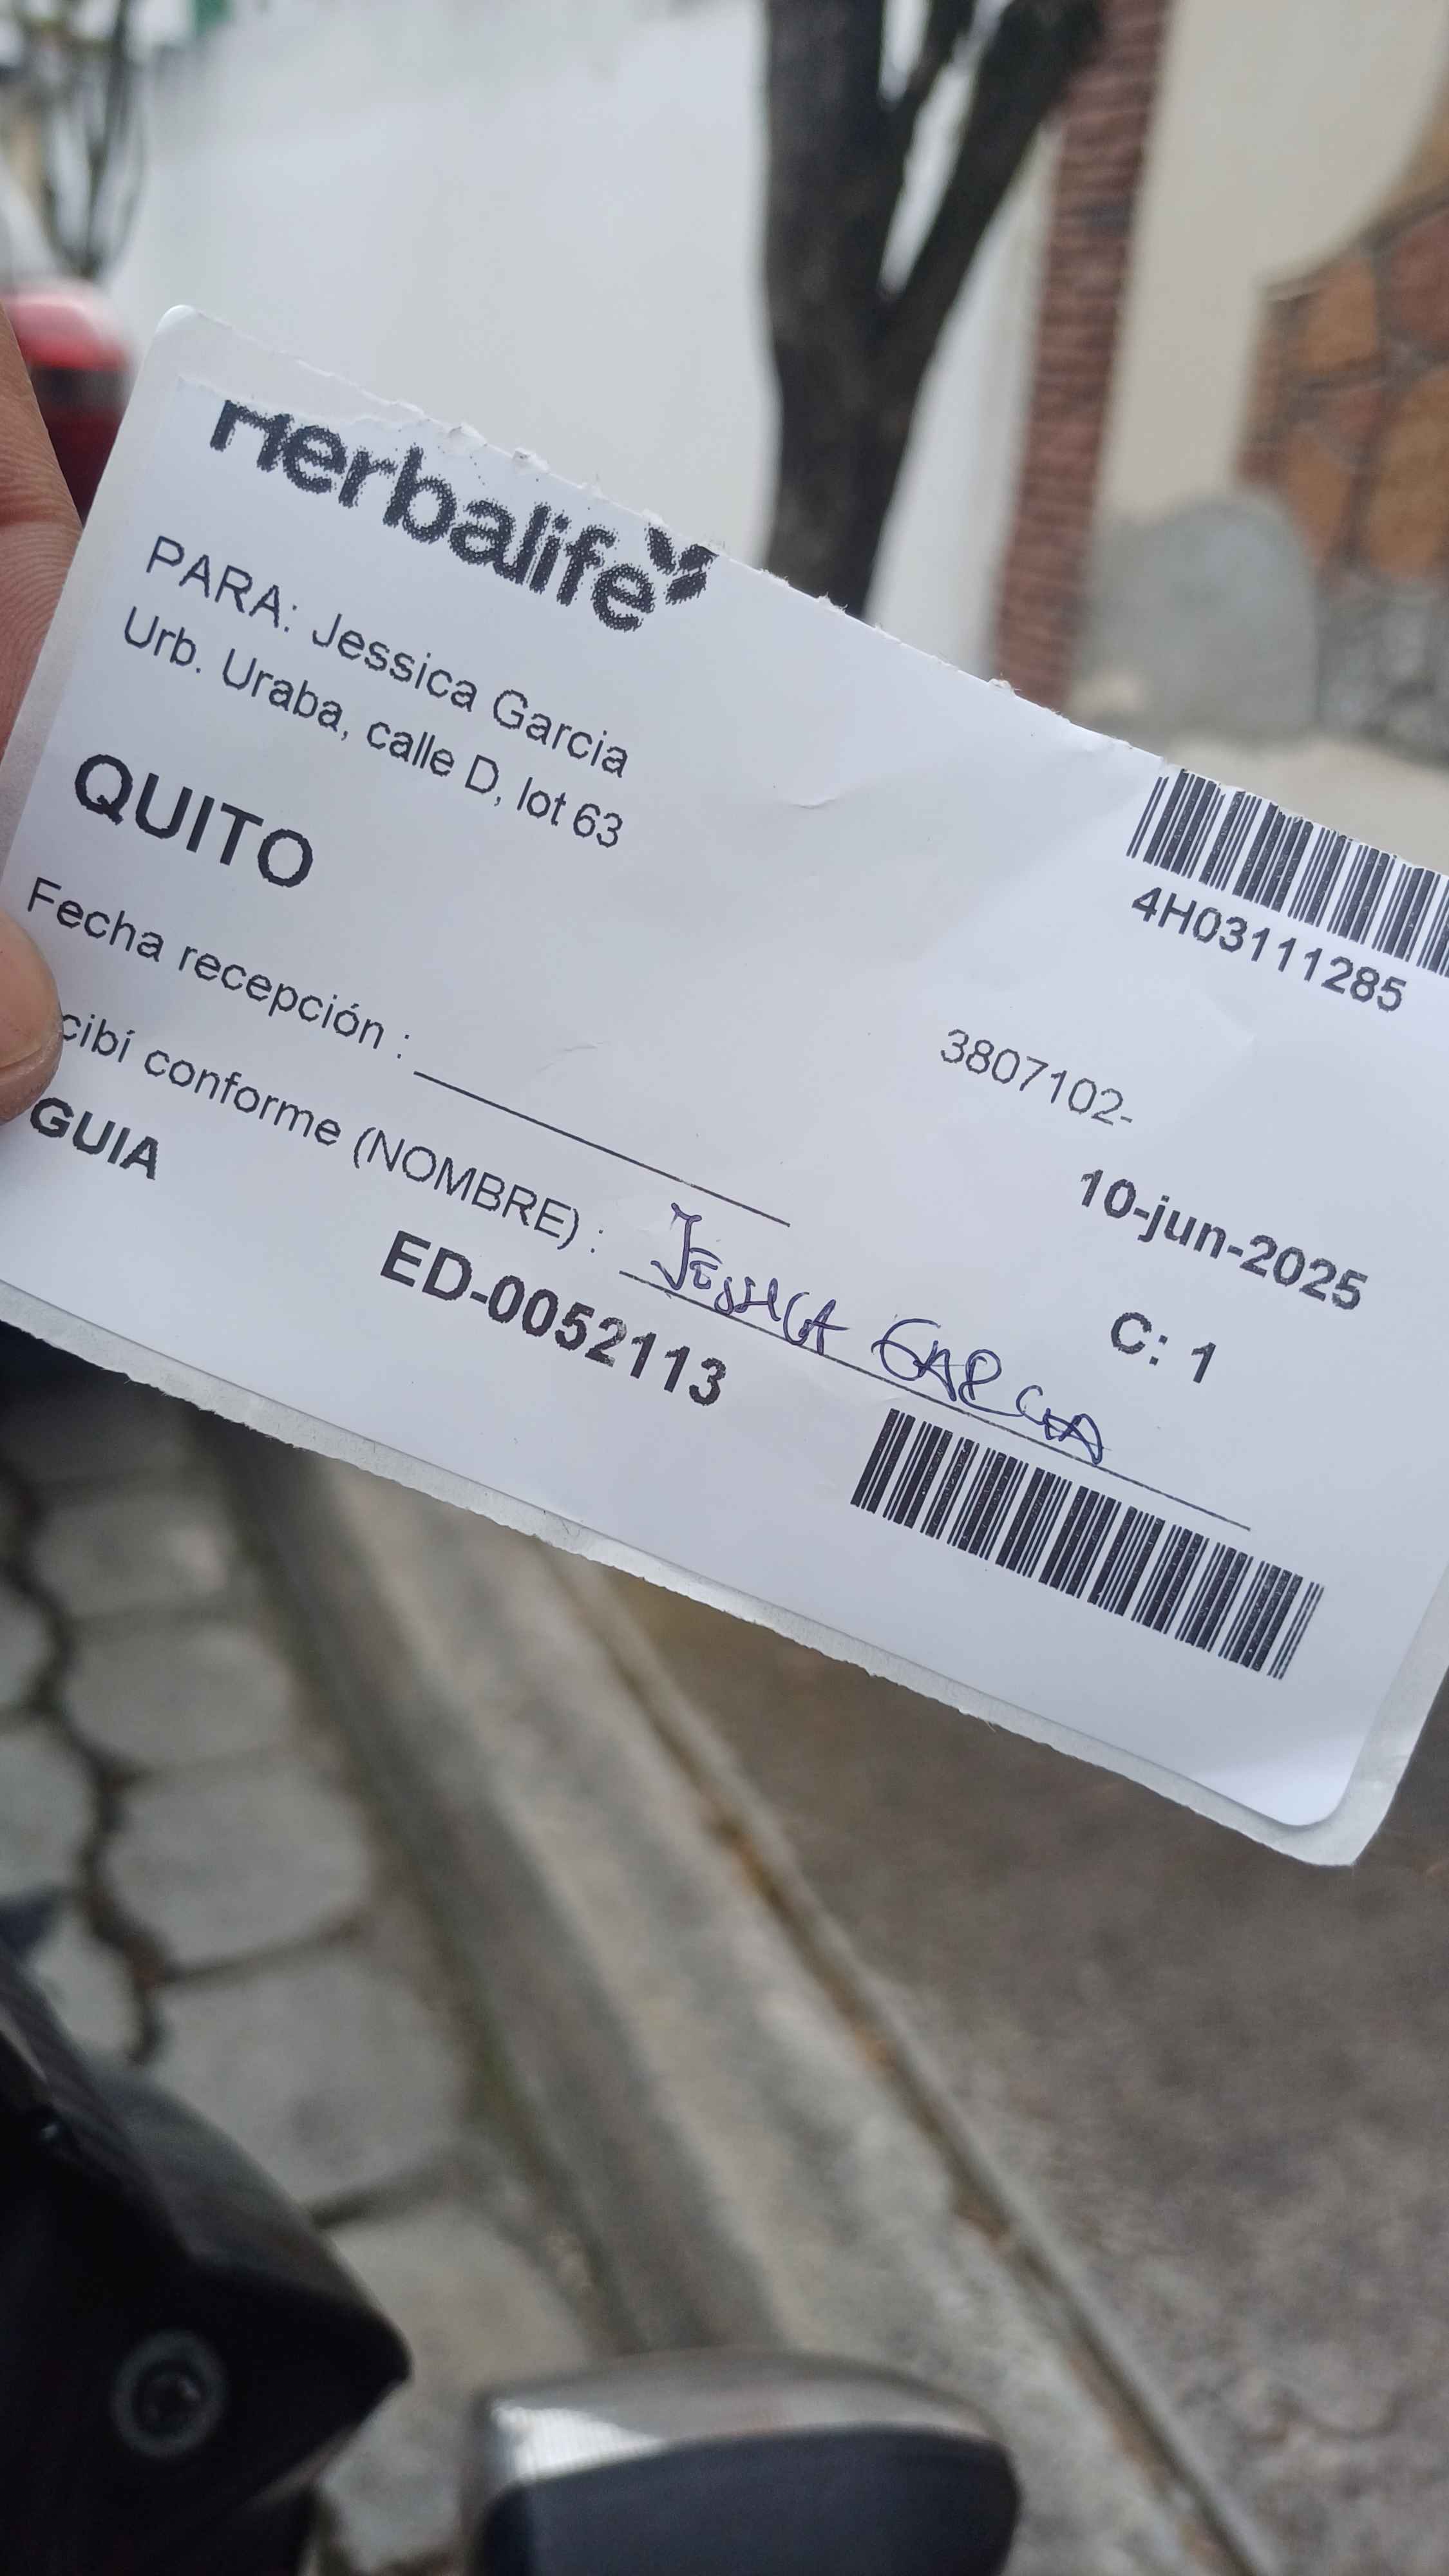 Herbalife
PARA: Jessica Garcia
Urb. Uraba, calle D, lot 63
QUITO
4H03111285
3807102-
Fecha recepción : ____________
10-jun-2025
cibí conforme (NOMBRE) : JESSICA GARCIA
C: 1
GUIA
ED-0052113